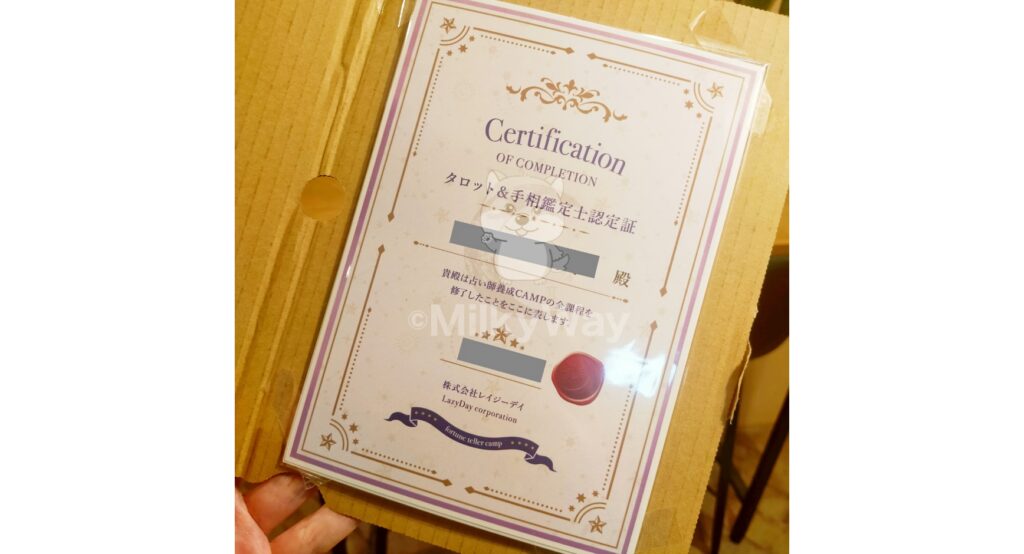 Certification
OF COMPLETION
タロット&手相鑑定士認定証
殿
貴殿は占い師養成CAMPの全課程を
修了したことをここに表します。
©MilkyWay
株式会社レイジーデイ
LazyDay corporation
fortune teller camp